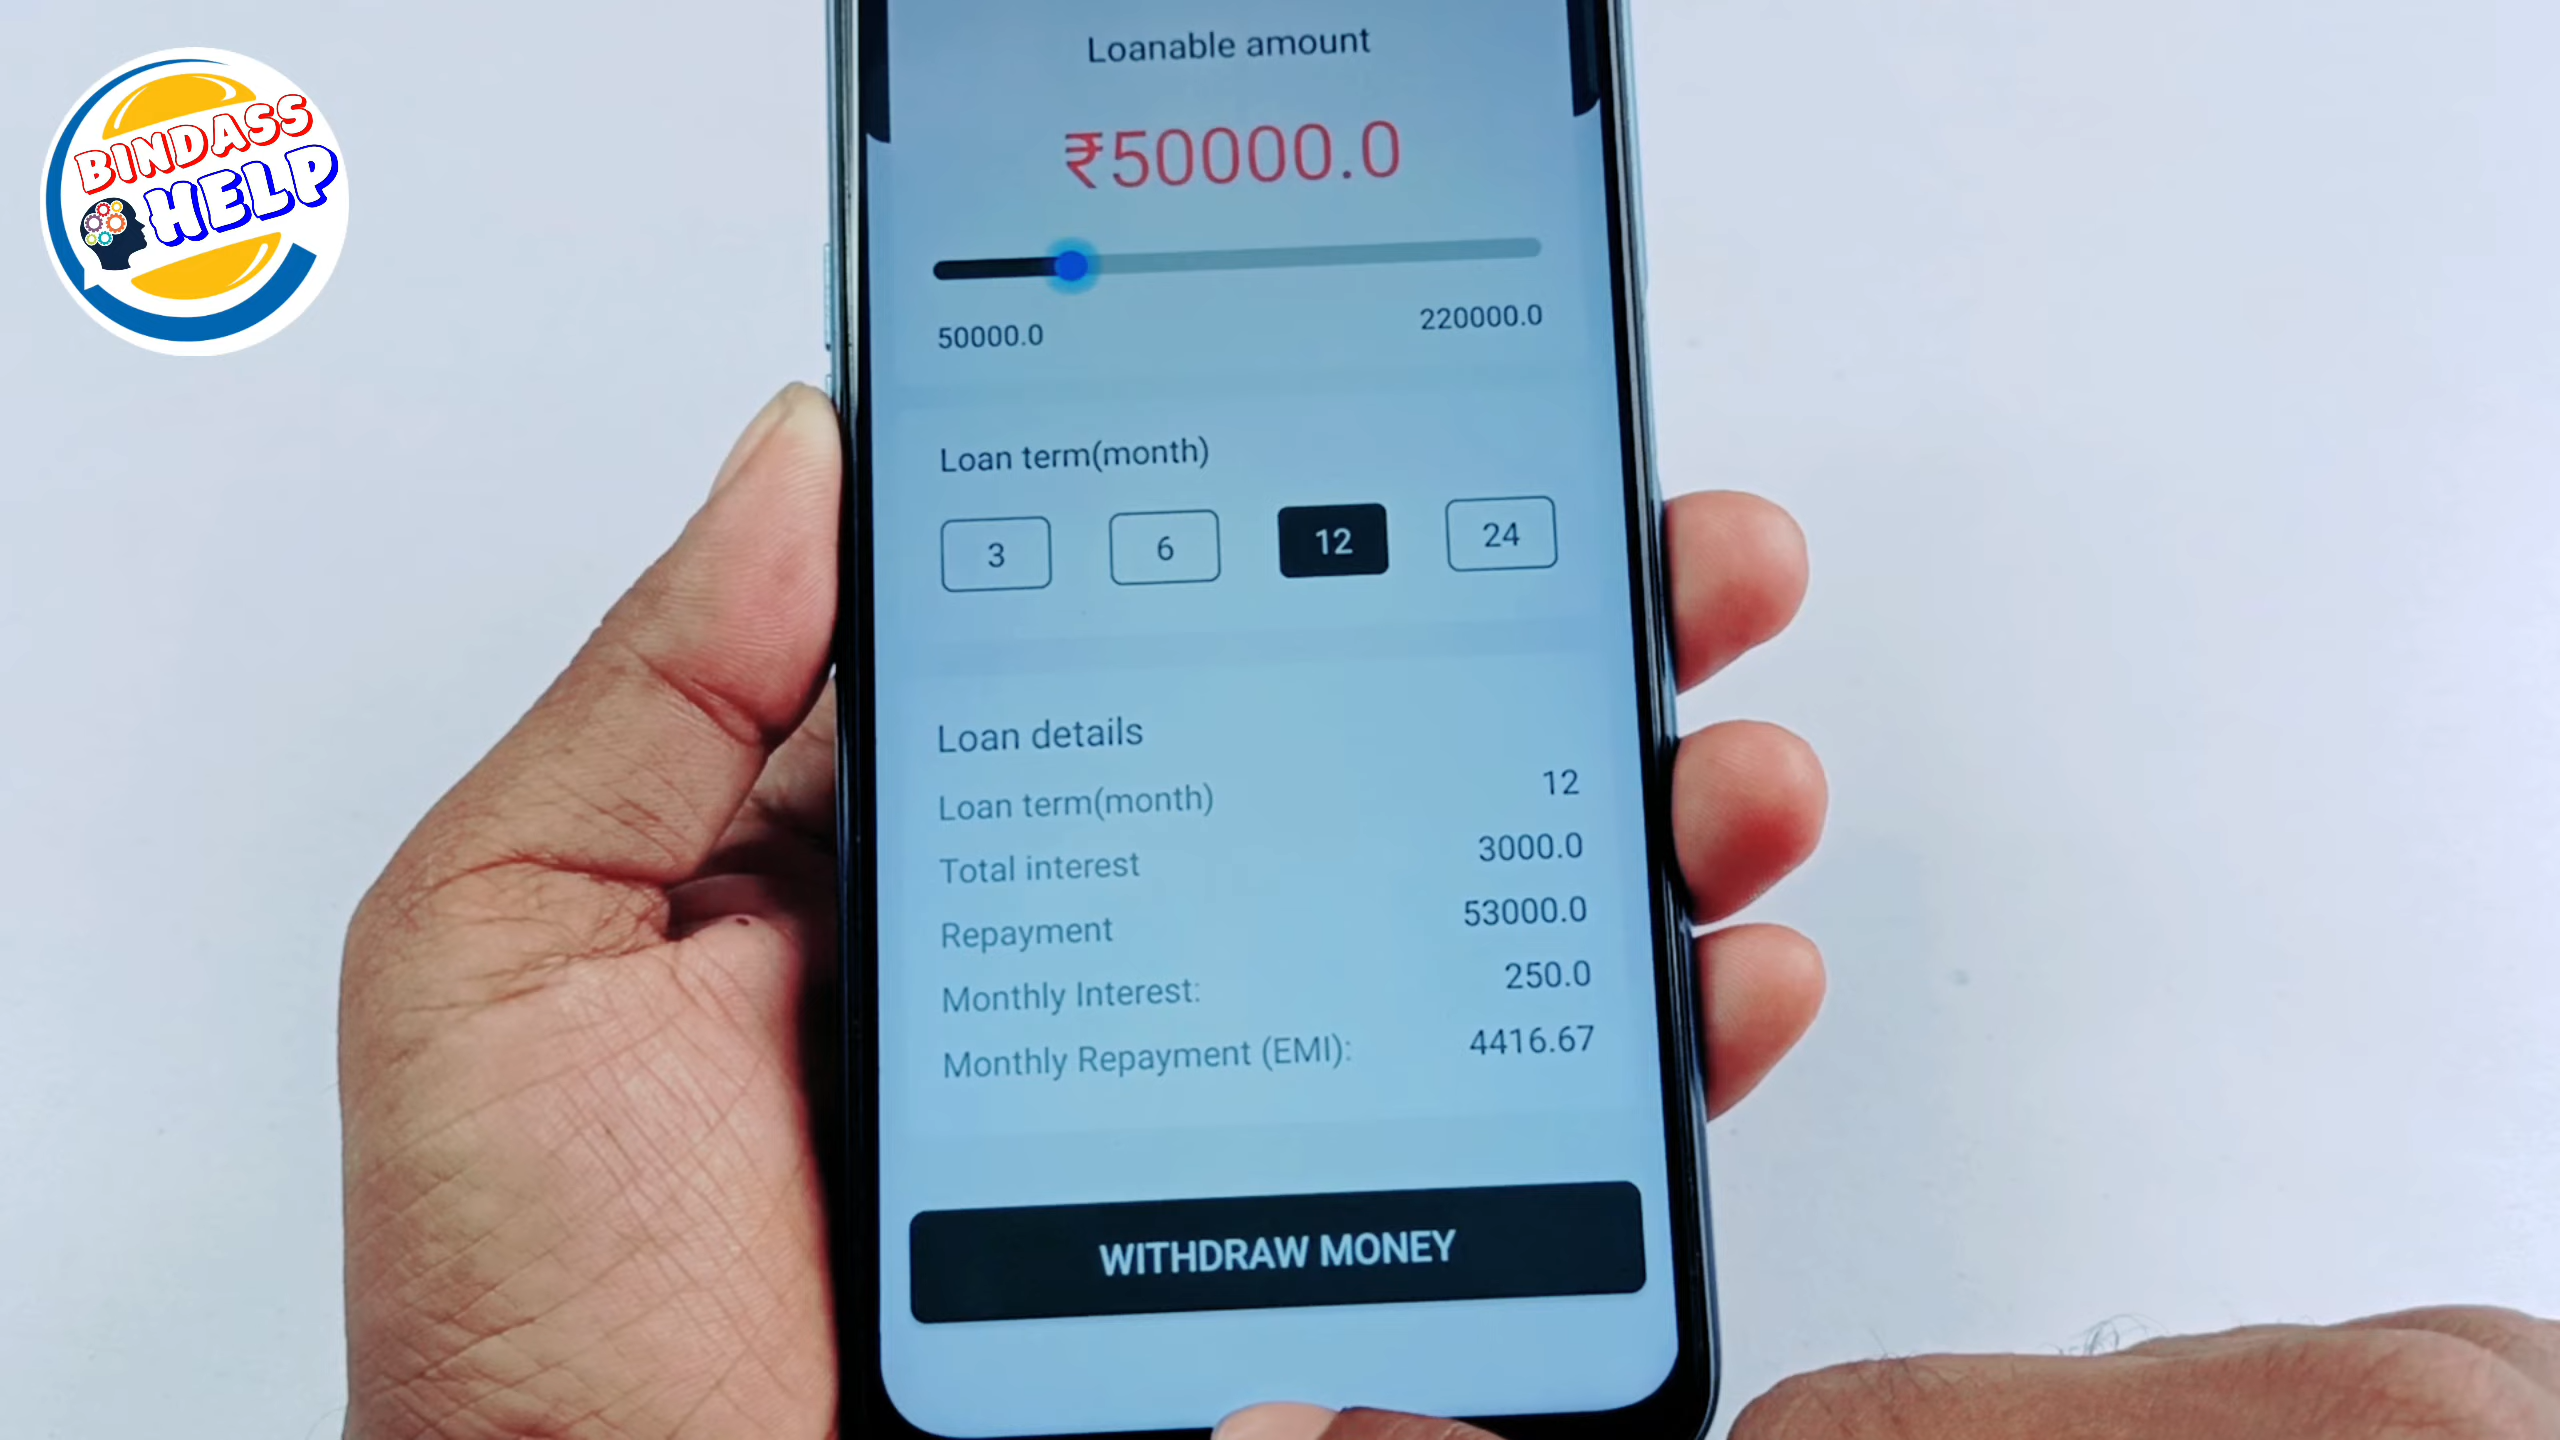 BINDASS
HELP
Loanable amount
₹50000.0
50000.0 220000.0
Loan term(month)
3 6 12 24
Loan details
Loan term(month) 12
Total interest 3000.0
Repayment 53000.0
Monthly Interest: 250.0
Monthly Repayment (EMI): 4416.67
WITHDRAW MONEY